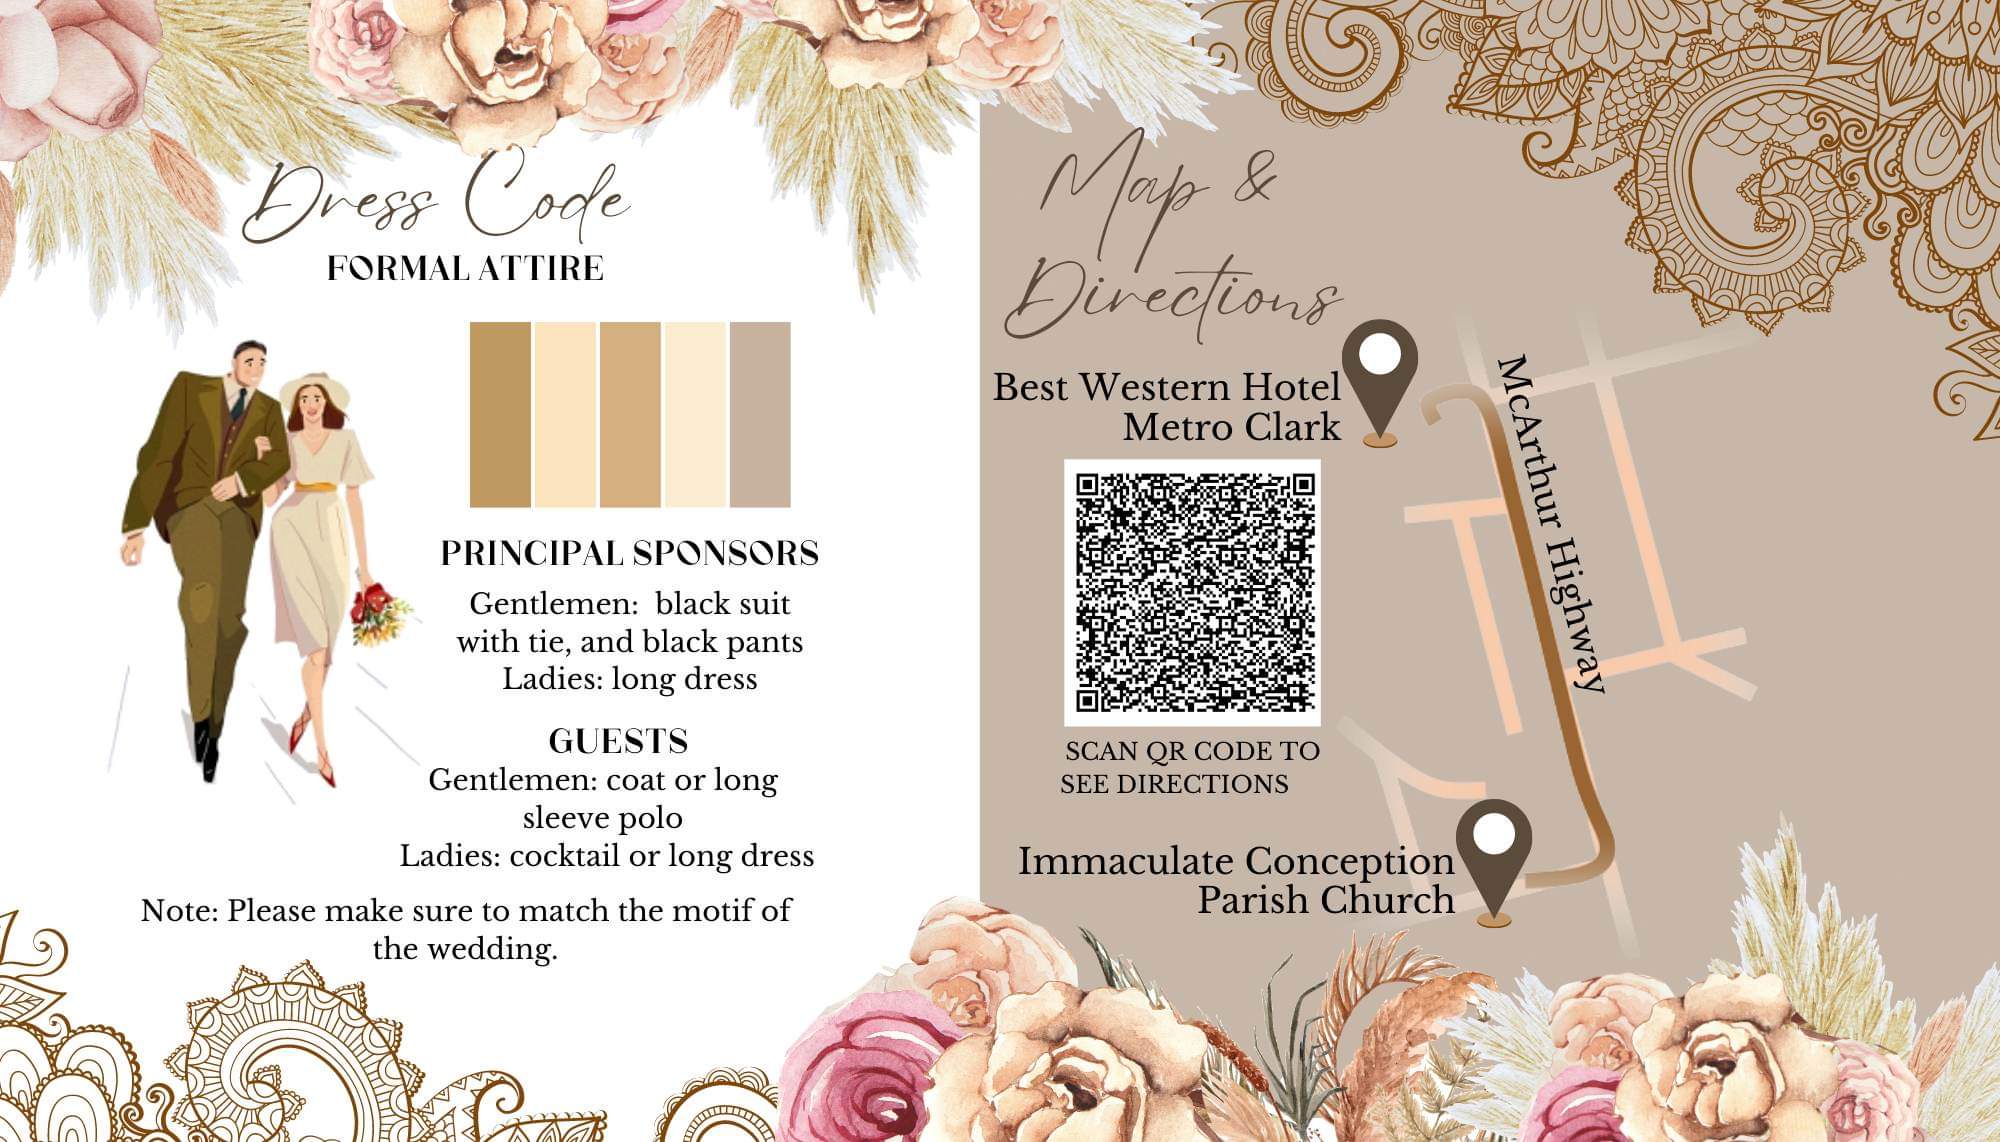 Dress Code
FORMAL ATTIRE
PRINCIPAL SPONSORS
Gentlemen: black suit
with tie, and black pants
Ladies: long dress
GUESTS
Gentlemen: coat or long
sleeve polo
Ladies: cocktail or long dress
Note: Please make sure to match the motif of
the wedding.
Map &
Directions
Best Western Hotel
Metro Clark
McArthur Highway
SCAN QR CODE TO
SEE DIRECTIONS
Immaculate Conception
Parish Church